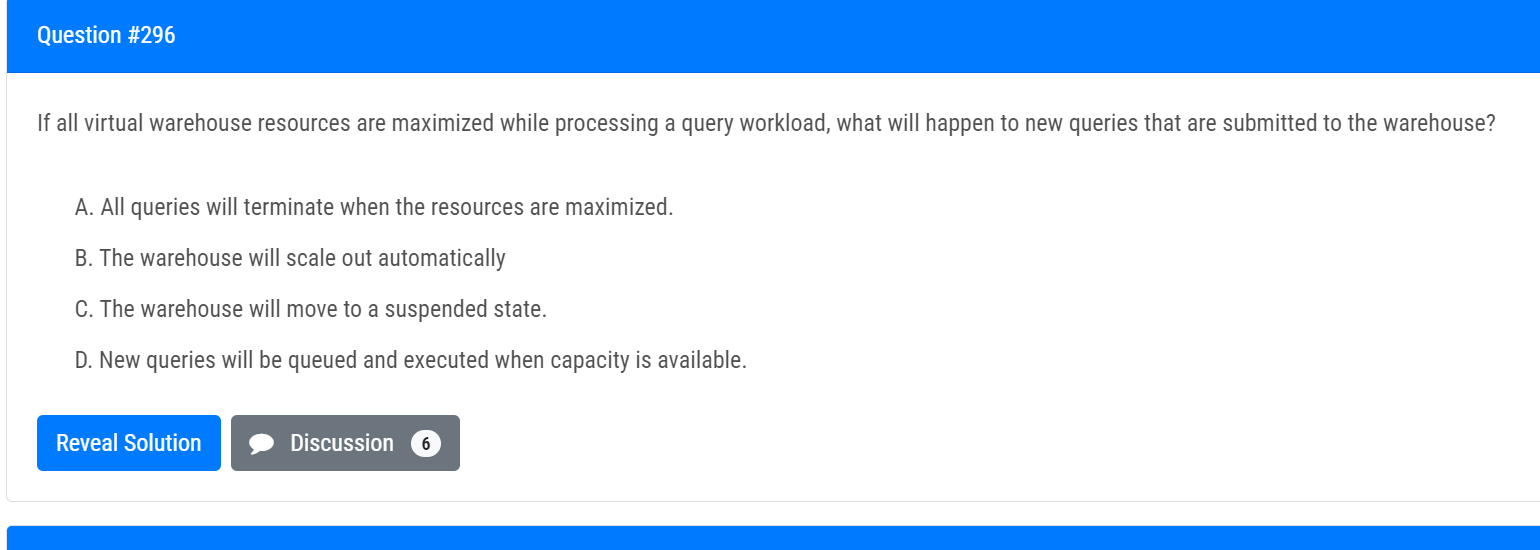 Question #296
If all virtual warehouse resources are maximized while processing a query workload, what will happen to new queries that are submitted to the warehouse?
A. All queries will terminate when the resources are maximized.
B. The warehouse will scale out automatically
C. The warehouse will move to a suspended state.
D. New queries will be queued and executed when capacity is available.
Reveal Solution
Discussion 6